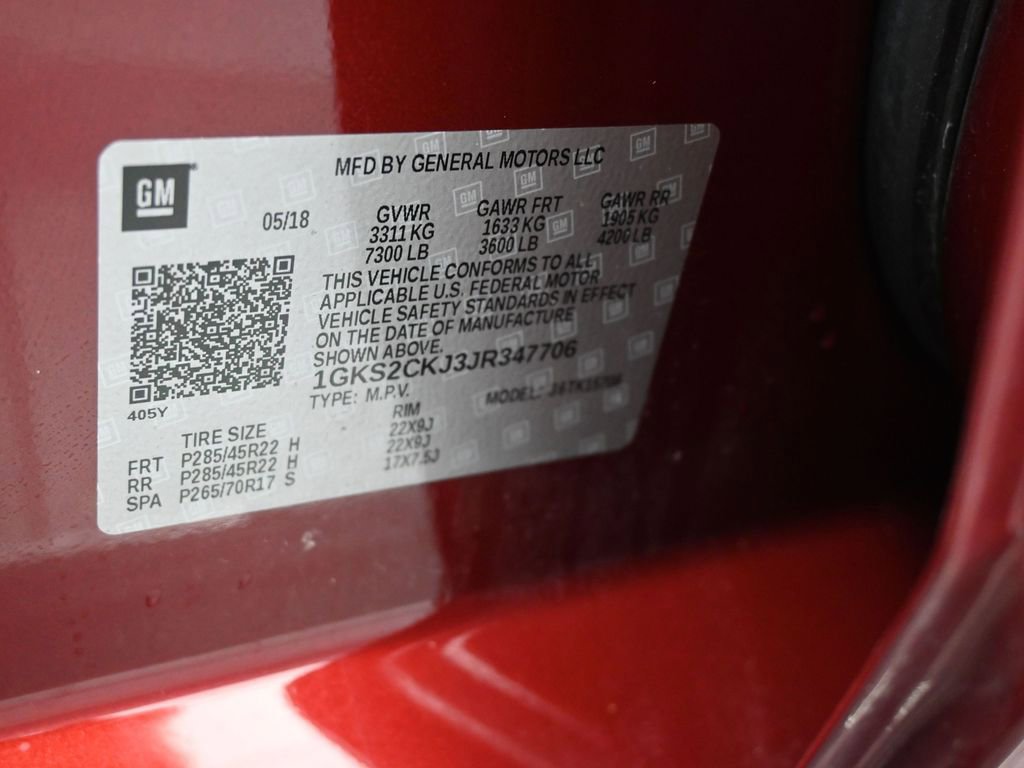 GM
MFD BY GENERAL MOTORS LLC
05/18
GVWR GAWR FRT GAWR RR
3311 KG 1633 KG 1905 KG
7300 LB 3600 LB 4200 LB
THIS VEHICLE CONFORMS TO ALL
APPLICABLE U.S. FEDERAL MOTOR
VEHICLE SAFETY STANDARDS IN EFFECT
ON THE DATE OF MANUFACTURE
SHOWN ABOVE.
1GKS2CKJ3JR347706
TYPE: M.P.V. MODEL:
405Y
TIRE SIZE RIM
FRT P285/45R22 H 22X9J
RR P285/45R22 H 22X9J
SPA P265/70R17 S 17X7.5J